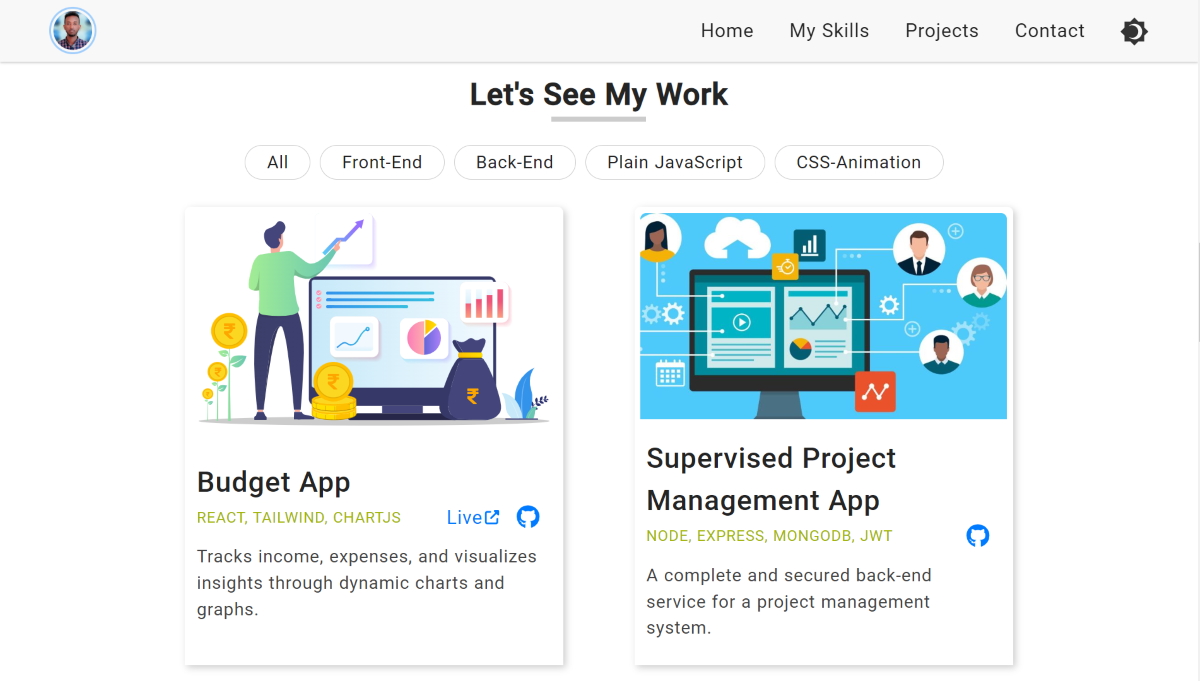 Home My Skills Projects Contact
Let's See My Work
All Front-End Back-End Plain JavaScript CSS-Animation
₹
₹
₹
₹
₹
Budget App
REACT, TAILWIND, CHARTJS Live
Tracks income, expenses, and visualizes
insights through dynamic charts and
graphs.
Supervised Project
Management App
NODE, EXPRESS, MONGODB, JWT
A complete and secured back-end
service for a project management
system.